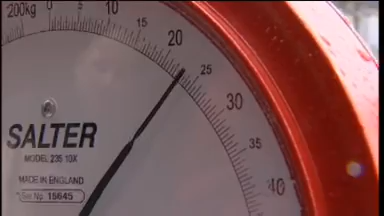 200kg 0 5 10 15 20 25 30 35 40
SALTER
MODEL 235 10X
MADE IN ENGLAND
Ser No 15645